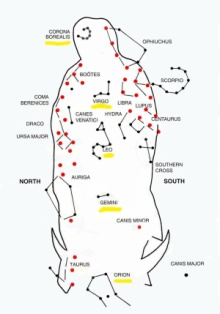 CORONA
BOREALIS
OPHIUCHUS
SCORPIO
BOÖTES
COMA
BERENICES
VIRGO
LIBRA
LUPUS
DRACO
CANES
VENATICI
HYDRA
CENTAURUS
URSA MAJOR
LEO
SOUTHERN
CROSS
NORTH
AURIGA
SOUTH
GEMINI
CANIS MINOR
TAURUS
ORION
CANIS MAJOR